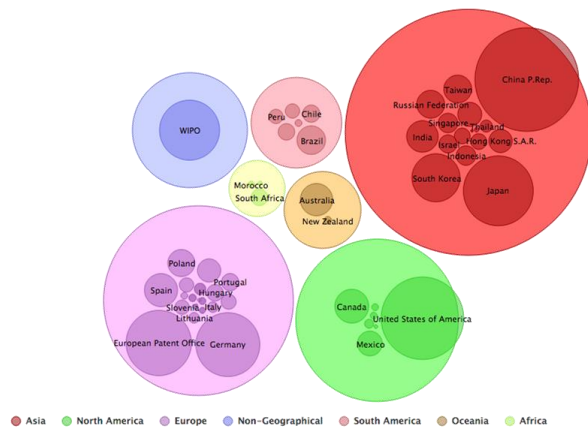 China P.Rep.
Taiwan
Russian Federation
Singapore
Thailand
India
Israel
Hong Kong S.A.R.
Indonesia
South Korea
Japan
WIPO
Peru
Chile
Brazil
Morocco
South Africa
Australia
New Zealand
Poland
Portugal
Spain
Hungary
Slovenia
Italy
Lithuania
European Patent Office
Germany
Canada
United States of America
Mexico
Asia North America Europe Non-Geographical South America Oceania Africa